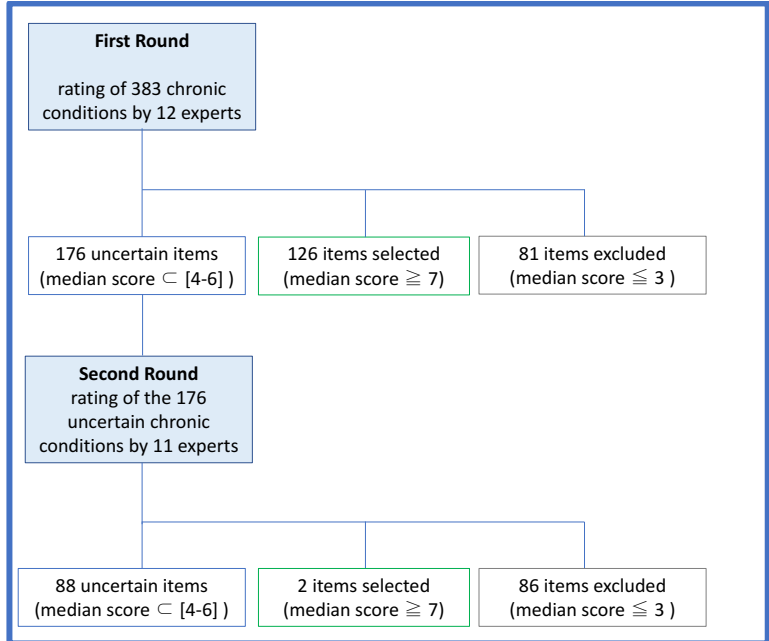 First Round
rating of 383 chronic
conditions by 12 experts
176 uncertain items
(median score ⊂ [4-6] )
126 items selected
(median score ≧ 7)
81 items excluded
(median score ≦ 3 )
Second Round
rating of the 176
uncertain chronic
conditions by 11 experts
88 uncertain items
(median score ⊂ [4-6] )
2 items selected
(median score ≧ 7)
86 items excluded
(median score ≦ 3 )